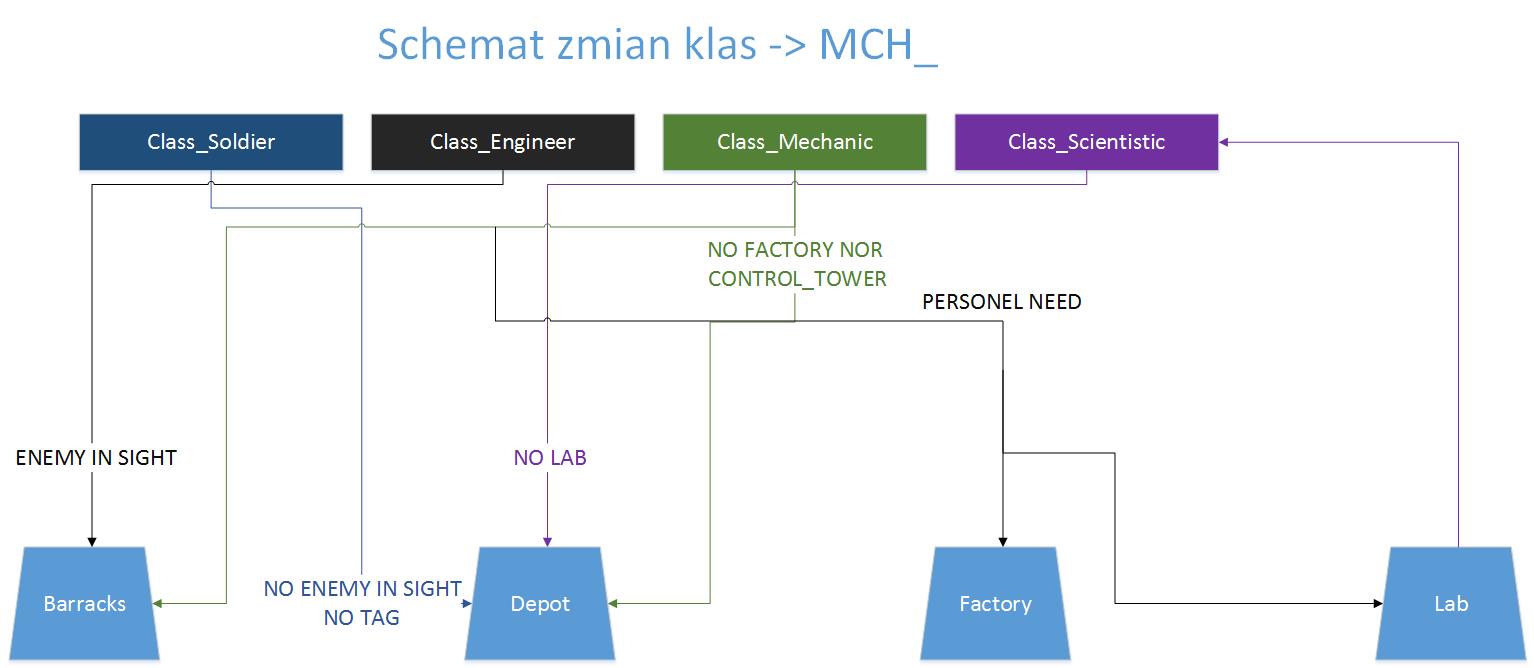 Schemat zmian klas -> MCH_
Class_Soldier
Class_Engineer
Class_Mechanic
Class_Scientistic
NO FACTORY NOR
CONTROL_TOWER
PERSONEL NEED
ENEMY IN SIGHT
NO LAB
NO ENEMY IN SIGHT
NO TAG
Barracks
Depot
Factory
Lab